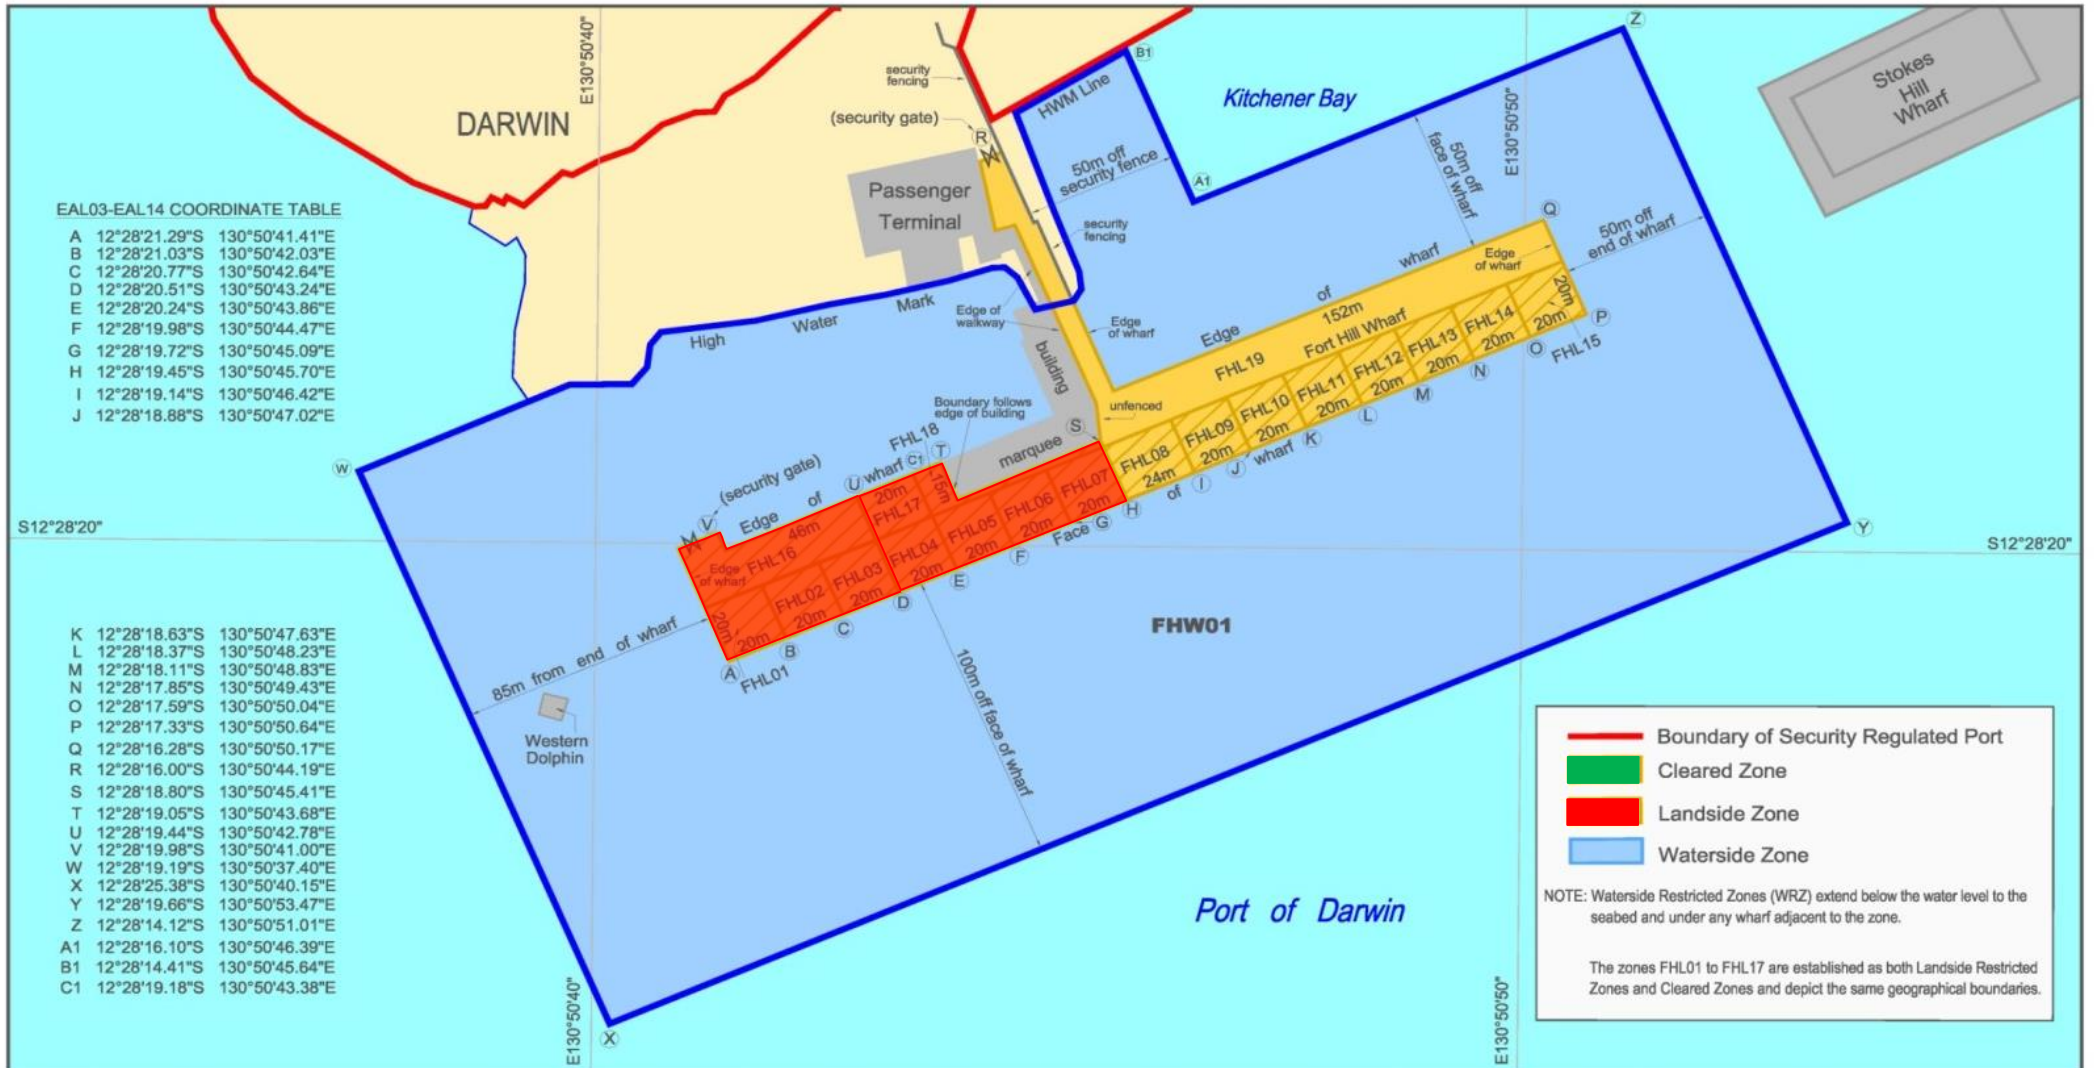 E130°50'40"
E130°50'50"
Z
B1
Stokes
Hill
Wharf
security
fencing
HWM Line
Kitchener Bay
DARWIN
(security gate)
R
50m off
face of wharf
50m off
security fence
A1
Passenger
Terminal
Q
50m off
end of wharf
security
fencing
EAL03-EAL14 COORDINATE TABLE
A 12°28'21.29"S 130°50'41.41"E
B 12°28'21.03"S 130°50'42.03"E
C 12°28'20.77"S 130°50'42.64"E
D 12°28'20.51"S 130°50'43.24"E
E 12°28'20.24"S 130°50'43.86"E
F 12°28'19.98"S 130°50'44.47"E
G 12°28'19.72"S 130°50'45.09"E
H 12°28'19.45"S 130°50'45.70"E
I 12°28'19.14"S 130°50'46.42"E
J 12°28'18.88"S 130°50'47.02"E
High Water Mark
Edge of
walkway
Edge
of wharf
building
Edge of wharf
152m
Edge
of wharf
FHL19
Fort Hill Wharf
20m
P
FHL15
FHL14
20m
O
FHL13
20m
N
FHL12
20m
M
FHL11
20m
L
FHL10
20m
K
FHL09
20m
J
FHL08
24m
I
unfenced
Boundary follows
edge of building
S
marquee
FHL18
T
C1
15m
U
Edge of wharf
(security gate)
V
46m
20m
FHL17
FHL16
Edge
of wharf
FHL07
20m
H
FHL06
20m
G
FHL05
20m
F
FHL04
20m
E
FHL03
20m
D
FHL02
20m
C
20m
20m
B
A
FHL01
Face of wharf
W
S12°28'20"
S12°28'20"
Y
85m from end of wharf
100m off face of wharf
FHW01
Western
Dolphin
K 12°28'18.63"S 130°50'47.63"E
L 12°28'18.37"S 130°50'48.23"E
M 12°28'18.11"S 130°50'48.83"E
N 12°28'17.85"S 130°50'49.43"E
O 12°28'17.59"S 130°50'50.04"E
P 12°28'17.33"S 130°50'50.64"E
Q 12°28'16.28"S 130°50'50.17"E
R 12°28'16.00"S 130°50'44.19"E
S 12°28'18.80"S 130°50'45.41"E
T 12°28'19.05"S 130°50'43.68"E
U 12°28'19.44"S 130°50'42.78"E
V 12°28'19.98"S 130°50'41.00"E
W 12°28'19.19"S 130°50'37.40"E
X 12°28'25.38"S 130°50'40.15"E
Y 12°28'19.66"S 130°50'53.47"E
Z 12°28'14.12"S 130°50'51.01"E
A1 12°28'16.10"S 130°50'46.39"E
B1 12°28'14.41"S 130°50'45.64"E
C1 12°28'19.18"S 130°50'43.38"E
Port of Darwin
Boundary of Security Regulated Port
Cleared Zone
Landside Zone
Waterside Zone
NOTE: Waterside Restricted Zones (WRZ) extend below the water level to the
seabed and under any wharf adjacent to the zone.
The zones FHL01 to FHL17 are established as both Landside Restricted
Zones and Cleared Zones and depict the same geographical boundaries.
E130°50'40"
E130°50'50"
X